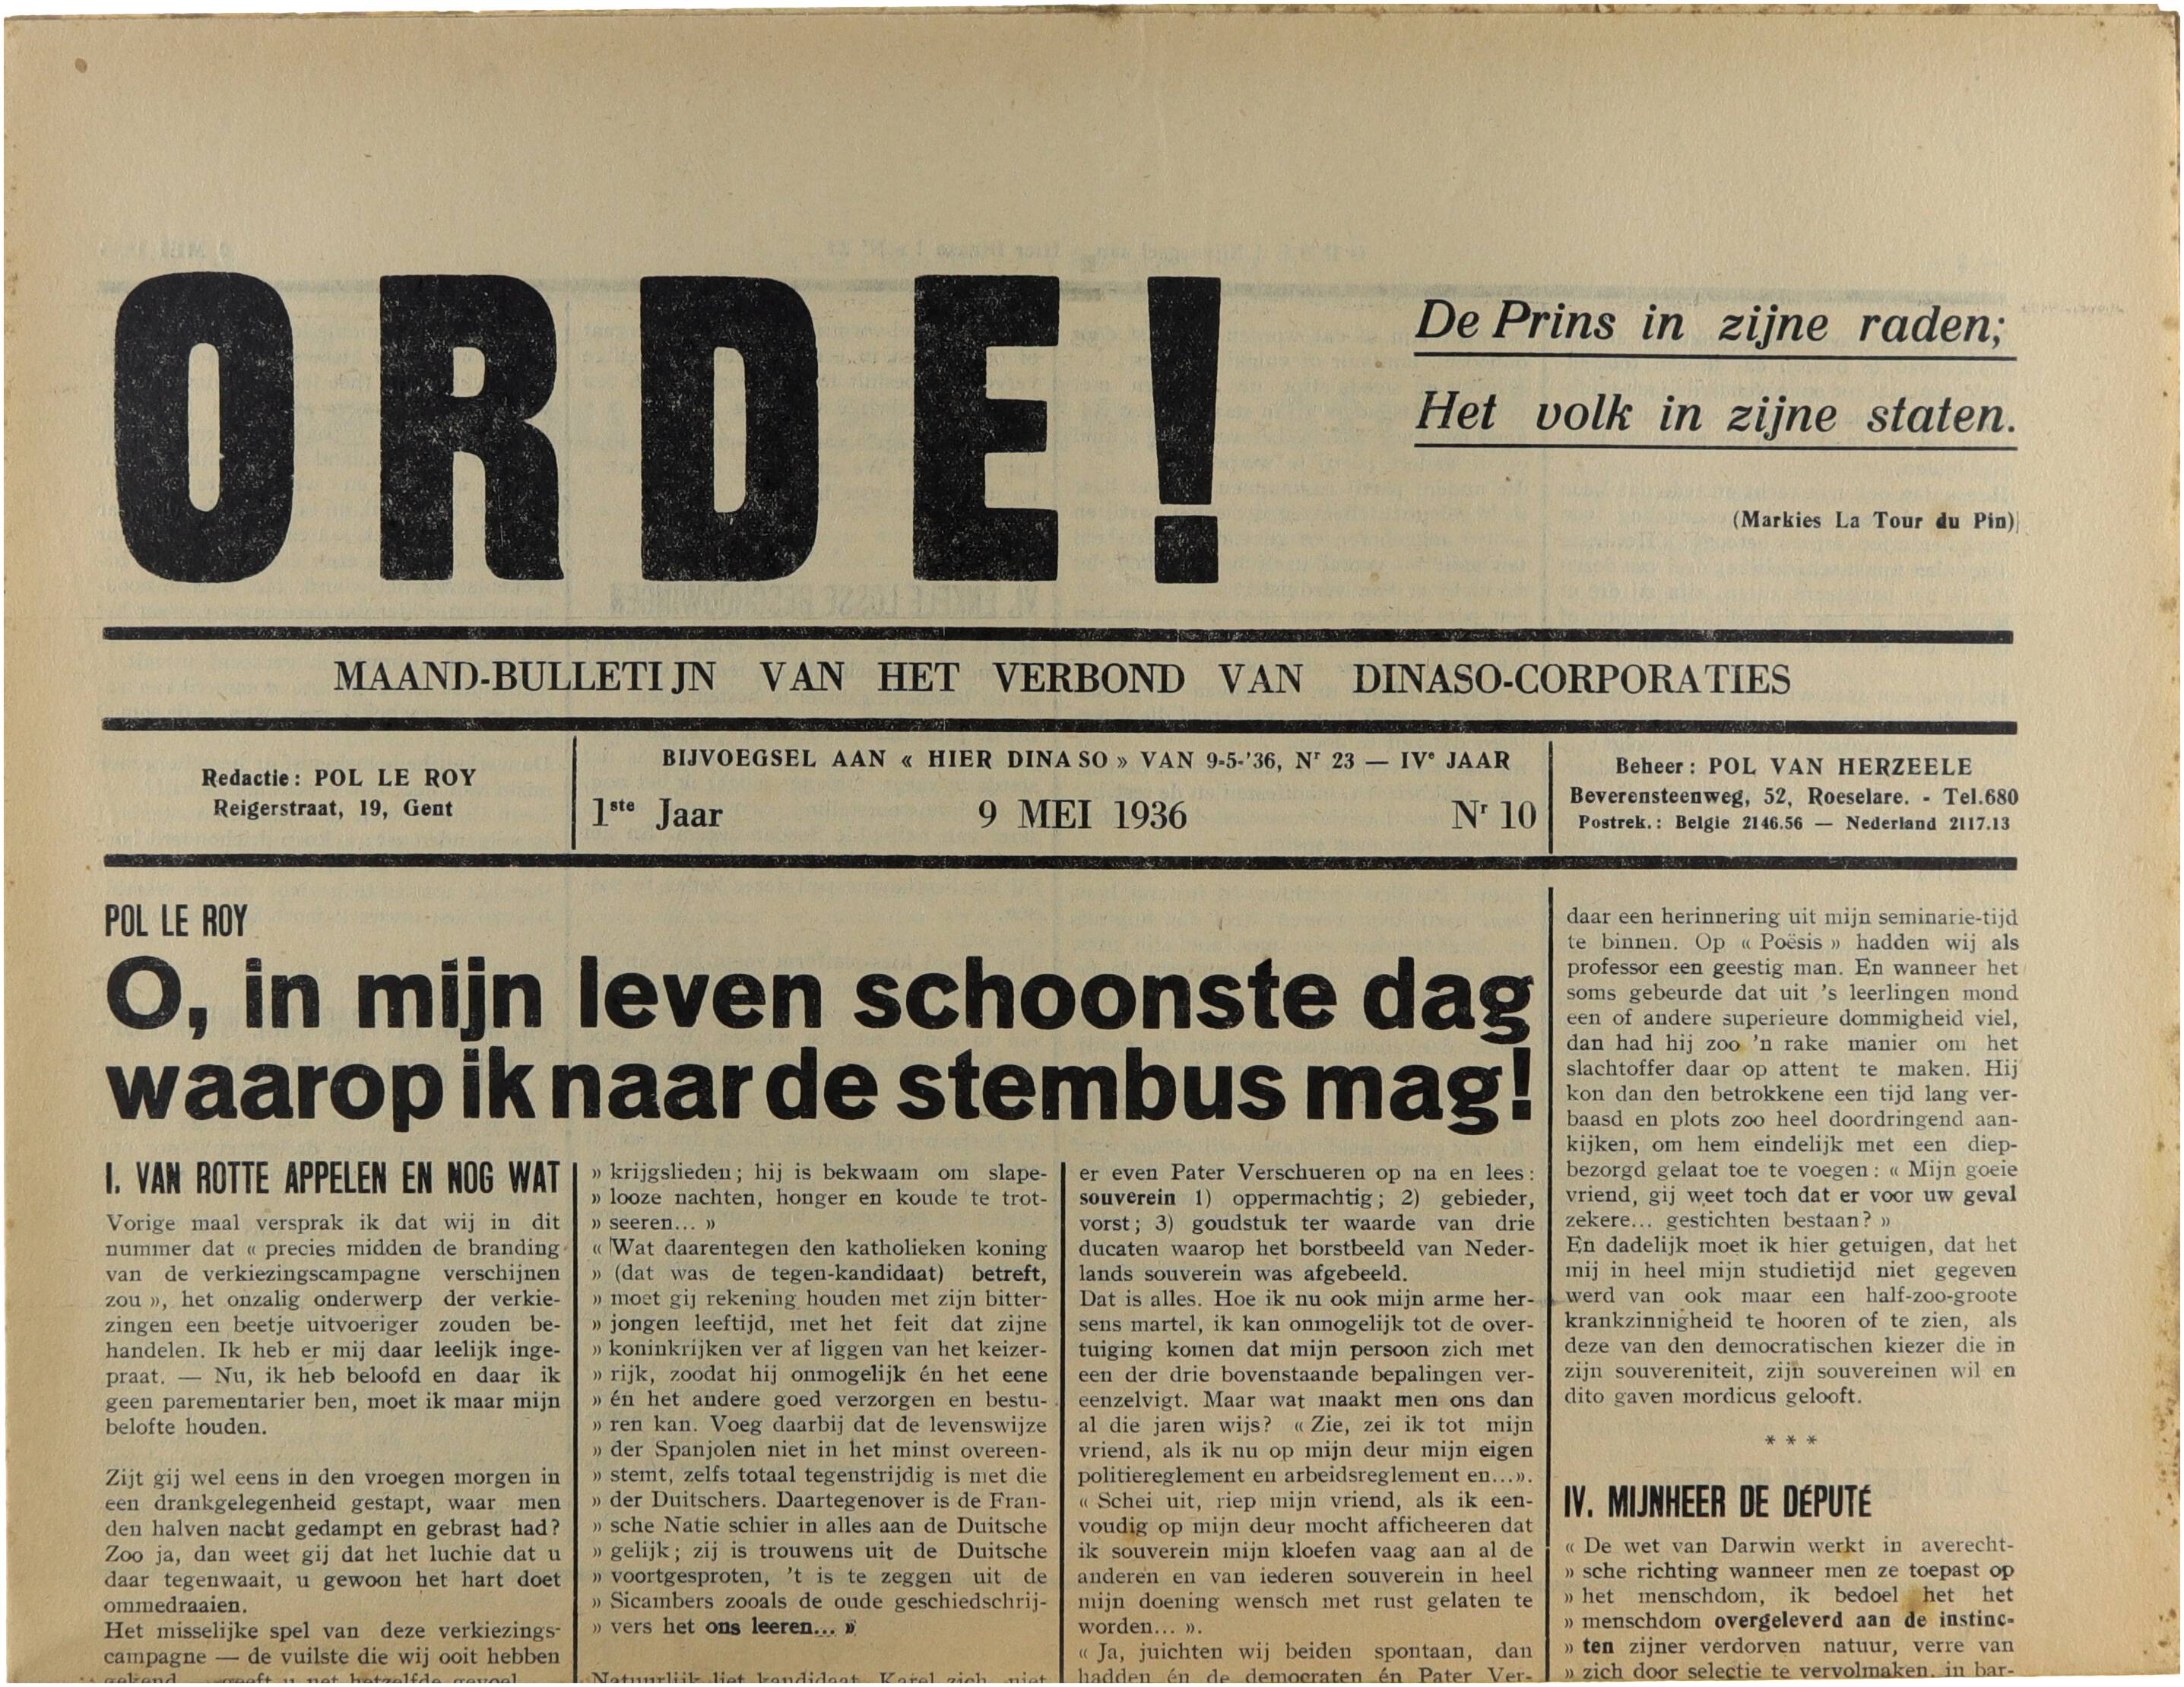 ORDE!
De Prins in zijne raden;
Het volk in zijne staten.
(Markies La Tour du Pin)
MAAND-BULLETIJN VAN HET VERBOND VAN DINASO-CORPORATIES
Redactie: POL LE ROY
Reigerstraat, 19, Gent
BIJVOEGSEL AAN « HIER DINASO » VAN 9-5-'36, Nr 23 — IVe JAAR
1ste Jaar 9 MEI 1936 Nr 10
Beheer: POL VAN HERZEELE
Beverensteenweg, 52, Roeselare. - Tel.680
Postrek.: Belgie 2146.56 — Nederland 2117.13
POL LE ROY
O, in mijn leven schoonste dag
waarop ik naar de stembus mag!
I. VAN ROTTE APPELEN EN NOG WAT
Vorige maal versprak ik dat wij in dit
nummer dat « precies midden de branding
van de verkiezingscampagne verschijnen
zou », het onzalig onderwerp der verkie-
zingen een beetje uitvoeriger zouden be-
handelen. Ik heb er mij daar leelijk inge-
praat. — Nu, ik heb beloofd en daar ik
geen parementarier ben, moet ik maar mijn
belofte houden.
Zijt gij wel eens in den vroegen morgen in
een drankgelegenheid gestapt, waar men
den halven nacht gedampt en gebrast had?
Zoo ja, dan weet gij dat het luchie dat u
daar tegenwaait, u gewoon het hart doet
ommedraaien.
Het misselijke spel van deze verkiezings-
campagne — de vuilste die wij ooit hebben
gekend geeft u net hetzelfde gevoel
» krijgslieden; hij is bekwaam om slape-
» looze nachten, honger en koude te trot-
» seeren... »
« Wat daarentegen den katholieken koning
» (dat was de tegen-kandidaat) betreft,
» moet gij rekening houden met zijn bitter-
» jongen leeftijd, met het feit dat zijne
» koninkrijken ver af liggen van het keizer-
» rijk, zoodat hij onmogelijk én het eene
» én het andere goed verzorgen en bestu-
» ren kan. Voeg daarbij dat de levenswijze
» der Spanjolen niet in het minst overeen-
» stemt, zelfs totaal tegenstrijdig is met die
» der Duitschers. Daartegenover is de Fran-
» sche Natie schier in alles aan de Duitsche
» gelijk; zij is trouwens uit de Duitsche
» voortgesproten, 't is te zeggen uit de
» Sicambers zooals de oude geschiedschrij-
» vers het ons leeren... »
Natuurlijk liet kandidaat Karel zich niet
er even Pater Verschueren op na en lees:
souverein 1) oppermachtig; 2) gebieder,
vorst; 3) goudstuk ter waarde van drie
ducaten waarop het borstbeeld van Neder-
lands souverein was afgebeeld.
Dat is alles. Hoe ik nu ook mijn arme her-
sens martel, ik kan onmogelijk tot de over-
tuiging komen dat mijn persoon zich met
een der drie bovenstaande bepalingen ver-
eenzelvigt. Maar wat maakt men ons dan
al die jaren wijs? « Zie, zei ik tot mijn
vriend, als ik nu op mijn deur mijn eigen
politiereglement en arbeidsreglement en...».
« Schei uit, riep mijn vriend, als ik een-
voudig op mijn deur mocht afficheeren dat
ik souverein mijn kloefen vaag aan al de
anderen en van iederen souverein in heel
mijn doening wensch met rust gelaten te
worden... ».
« Ja, juichten wij beiden spontaan, dan
hadden én de democraten én Pater Ver-
daar een herinnering uit mijn seminarie-tijd
te binnen. Op « Poësis » hadden wij als
professor een geestig man. En wanneer het
soms gebeurde dat uit 's leerlingen mond
een of andere superieure dommigheid viel,
dan had hij zoo 'n rake manier om het
slachtoffer daar op attent te maken. Hij
kon dan den betrokkene een tijd lang ver-
baasd en plots zoo heel doordringend aan-
kijken, om hem eindelijk met een diep-
bezorgd gelaat toe te voegen: « Mijn goeie
vriend, gij weet toch dat er voor uw geval
zekere... gestichten bestaan? »
En dadelijk moet ik hier getuigen, dat het
mij in heel mijn studietijd niet gegeven
werd van ook maar een half-zoo-groote
krankzinnigheid te hooren of te zien, als
deze van den democratischen kiezer die in
zijn souvereniteit, zijn souvereinen wil en
dito gaven mordicus gelooft.
* * *
IV. MIJNHEER DE DÉPUTÉ
« De wet van Darwin werkt in averecht-
» sche richting wanneer men ze toepast op
» het menschdom, ik bedoel het het
» menschdom overgeleverd aan de instinc-
» ten zijner verdorven natuur, verre van
» zich door selectie te vervolmaken, in bar-